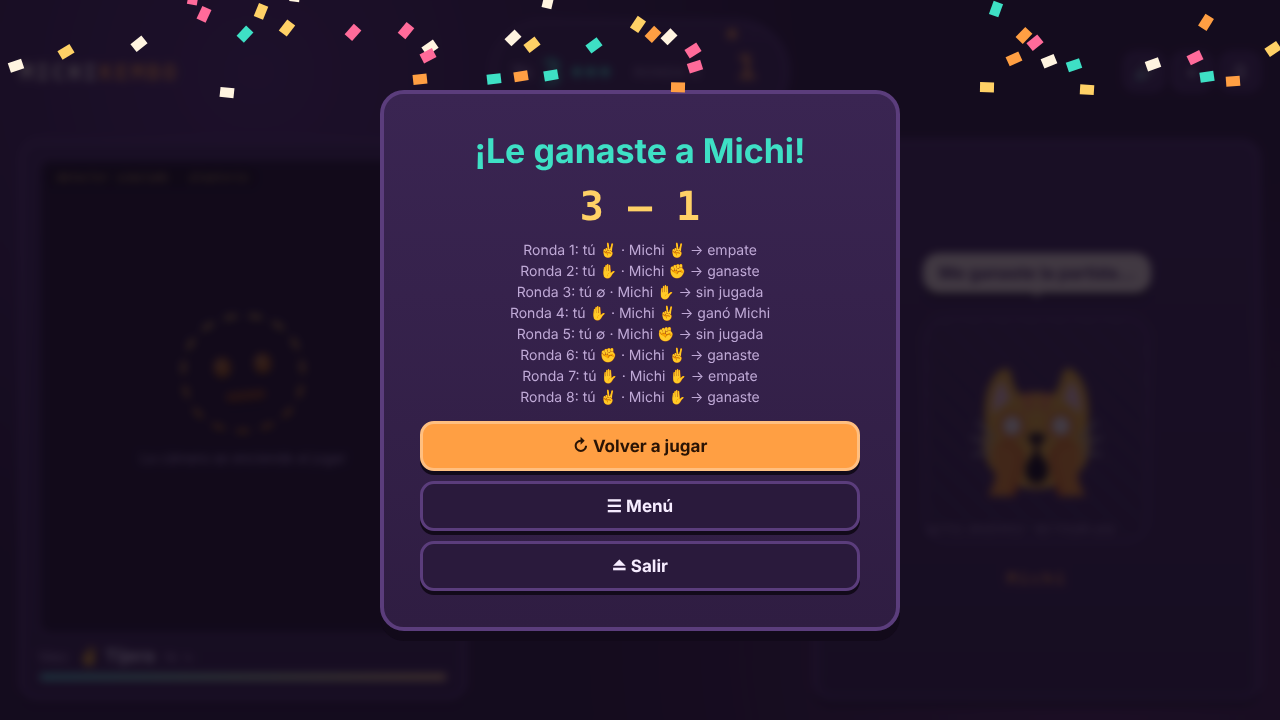 ¡Le ganaste a Michi!
3 – 1
Ronda 1: tú ✌ · Michi ✌ → empate
Ronda 2: tú ✋ · Michi ✊ → ganaste
Ronda 3: tú ∅ · Michi ✋ → sin jugada
Ronda 4: tú ✋ · Michi ✌ → ganó Michi
Ronda 5: tú ∅ · Michi ✊ → sin jugada
Ronda 6: tú ✊ · Michi ✌ → ganaste
Ronda 7: tú ✋ · Michi ✋ → empate
Ronda 8: tú ✌ · Michi ✋ → ganaste
↻ Volver a jugar
☰ Menú
⏏ Salir